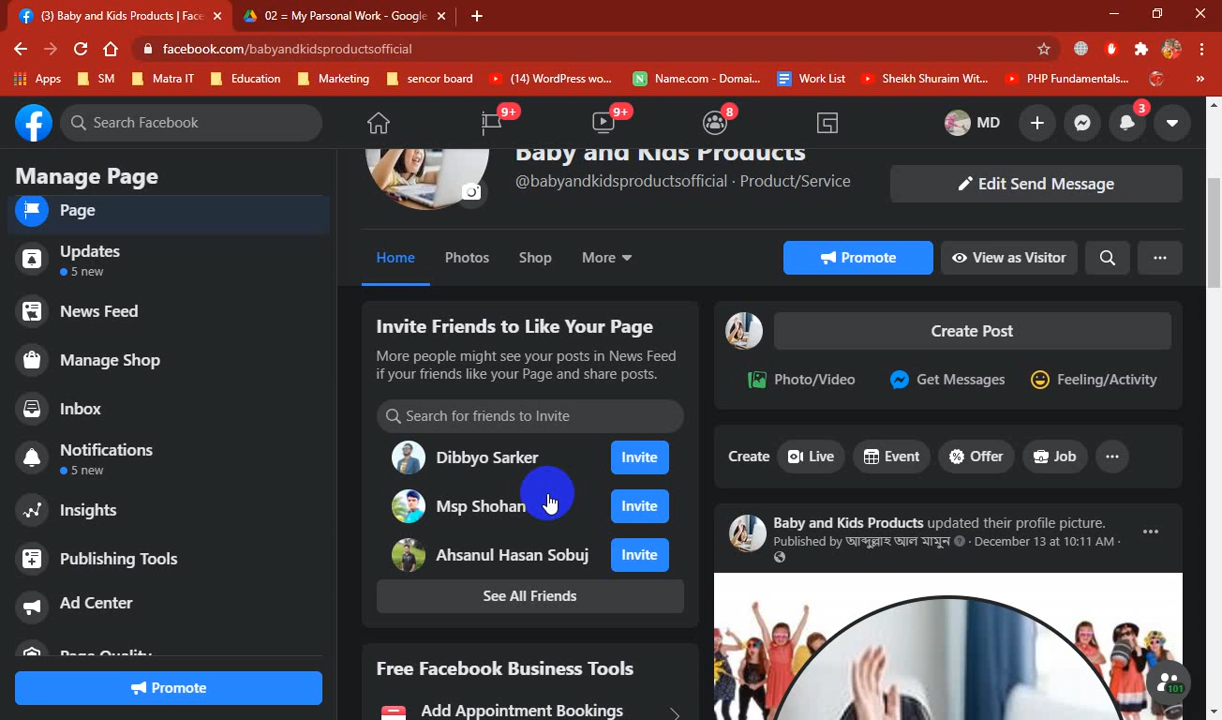 (3) Baby and Kids Products | Face
02 = My Parsonal Work - Google
facebook.com/babyandkidsproductsofficial
Apps
SM
Matra IT
Education
Marketing
sencor board
(14) WordPress wo...
Name.com - Domai...
Work List
Sheikh Shuraim Wit...
PHP Fundamentals...
Search Facebook
9+
9+
8
MD
3
Manage Page
Page
Updates
5 new
News Feed
Manage Shop
Inbox
Notifications
5 new
Insights
Publishing Tools
Ad Center
Page Quality
Promote
Baby and Kids Products
@babyandkidsproductsofficial · Product/Service
Edit Send Message
Home
Photos
Shop
More
Promote
View as Visitor
Invite Friends to Like Your Page
More people might see your posts in News Feed
if your friends like your Page and share posts.
Search for friends to Invite
Dibbyo Sarker
Invite
Msp Shohan
Invite
Ahsanul Hasan Sobuj
Invite
See All Friends
Free Facebook Business Tools
Add Appointment Bookings
Create Post
Photo/Video
Get Messages
Feeling/Activity
Create
Live
Event
Offer
Job
Baby and Kids Products updated their profile picture.
Published by আব্দুল্লাহ আল মামুন · December 13 at 10:11 AM ·
101